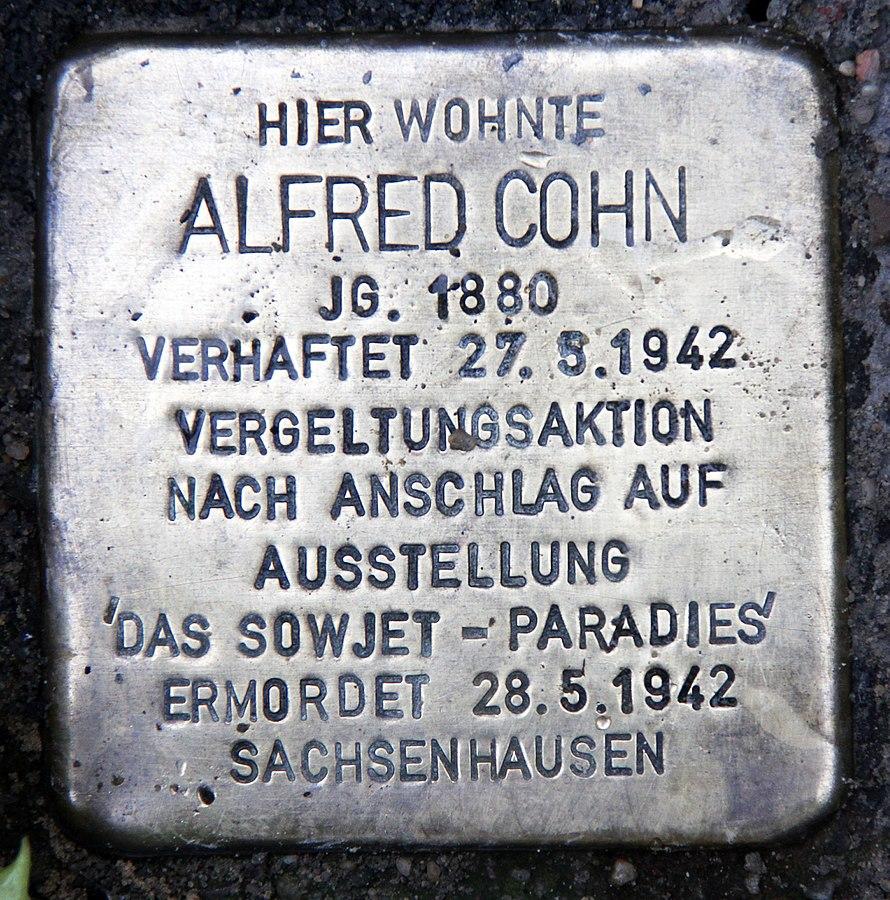 HIER WOHNTE
ALFRED COHN
JG. 1880
VERHAFTET 27. 5.1942
VERGELTUNGSAKTION
NACH ANSCHLAG AUF
AUSSTELLUNG
'DAS SOWJET - PARADIES'
ERMORDET 28.5.1942
SACHSENHAUSEN